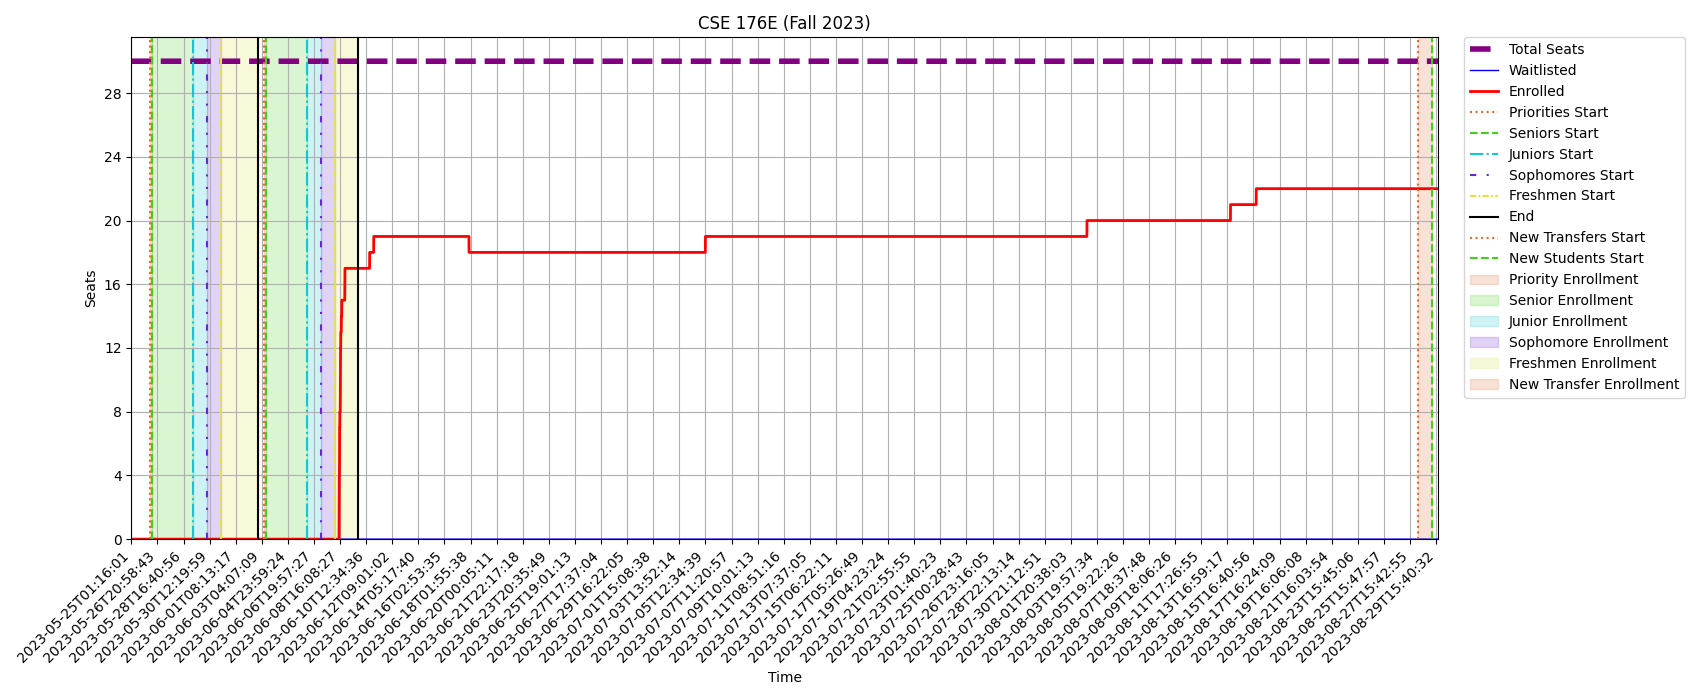 CSE 176E (Fall 2023)
Seats
28
24
20
16
12
8
4
0
2023-05-25T01:16:01
2023-05-26T20:58:43
2023-05-28T16:40:56
2023-05-30T12:19:59
2023-06-01T08:13:17
2023-06-03T04:07:09
2023-06-04T23:59:24
2023-06-06T19:57:27
2023-06-08T16:08:27
2023-06-10T12:34:36
2023-06-12T09:01:02
2023-06-14T05:17:40
2023-06-16T02:53:35
2023-06-18T01:55:38
2023-06-20T00:05:11
2023-06-21T22:17:18
2023-06-23T20:35:49
2023-06-25T19:01:13
2023-06-27T17:37:04
2023-06-29T16:22:05
2023-07-01T15:08:38
2023-07-03T13:52:14
2023-07-05T12:34:39
2023-07-07T11:20:57
2023-07-09T10:01:13
2023-07-11T08:51:16
2023-07-13T07:37:05
2023-07-15T06:22:11
2023-07-17T05:26:49
2023-07-19T04:23:24
2023-07-21T02:55:55
2023-07-23T01:40:23
2023-07-25T00:28:43
2023-07-26T23:16:05
2023-07-28T22:13:14
2023-07-30T21:12:51
2023-08-01T20:38:03
2023-08-03T19:57:34
2023-08-05T19:22:26
2023-08-07T18:37:48
2023-08-09T18:06:26
2023-08-11T17:26:55
2023-08-13T16:59:17
2023-08-15T16:40:56
2023-08-17T16:24:09
2023-08-19T16:06:08
2023-08-21T16:03:54
2023-08-23T15:45:06
2023-08-25T15:47:57
2023-08-27T15:42:55
2023-08-29T15:40:32
Time
Total Seats
Waitlisted
Enrolled
Priorities Start
Seniors Start
Juniors Start
Sophomores Start
Freshmen Start
End
New Transfers Start
New Students Start
Priority Enrollment
Senior Enrollment
Junior Enrollment
Sophomore Enrollment
Freshmen Enrollment
New Transfer Enrollment